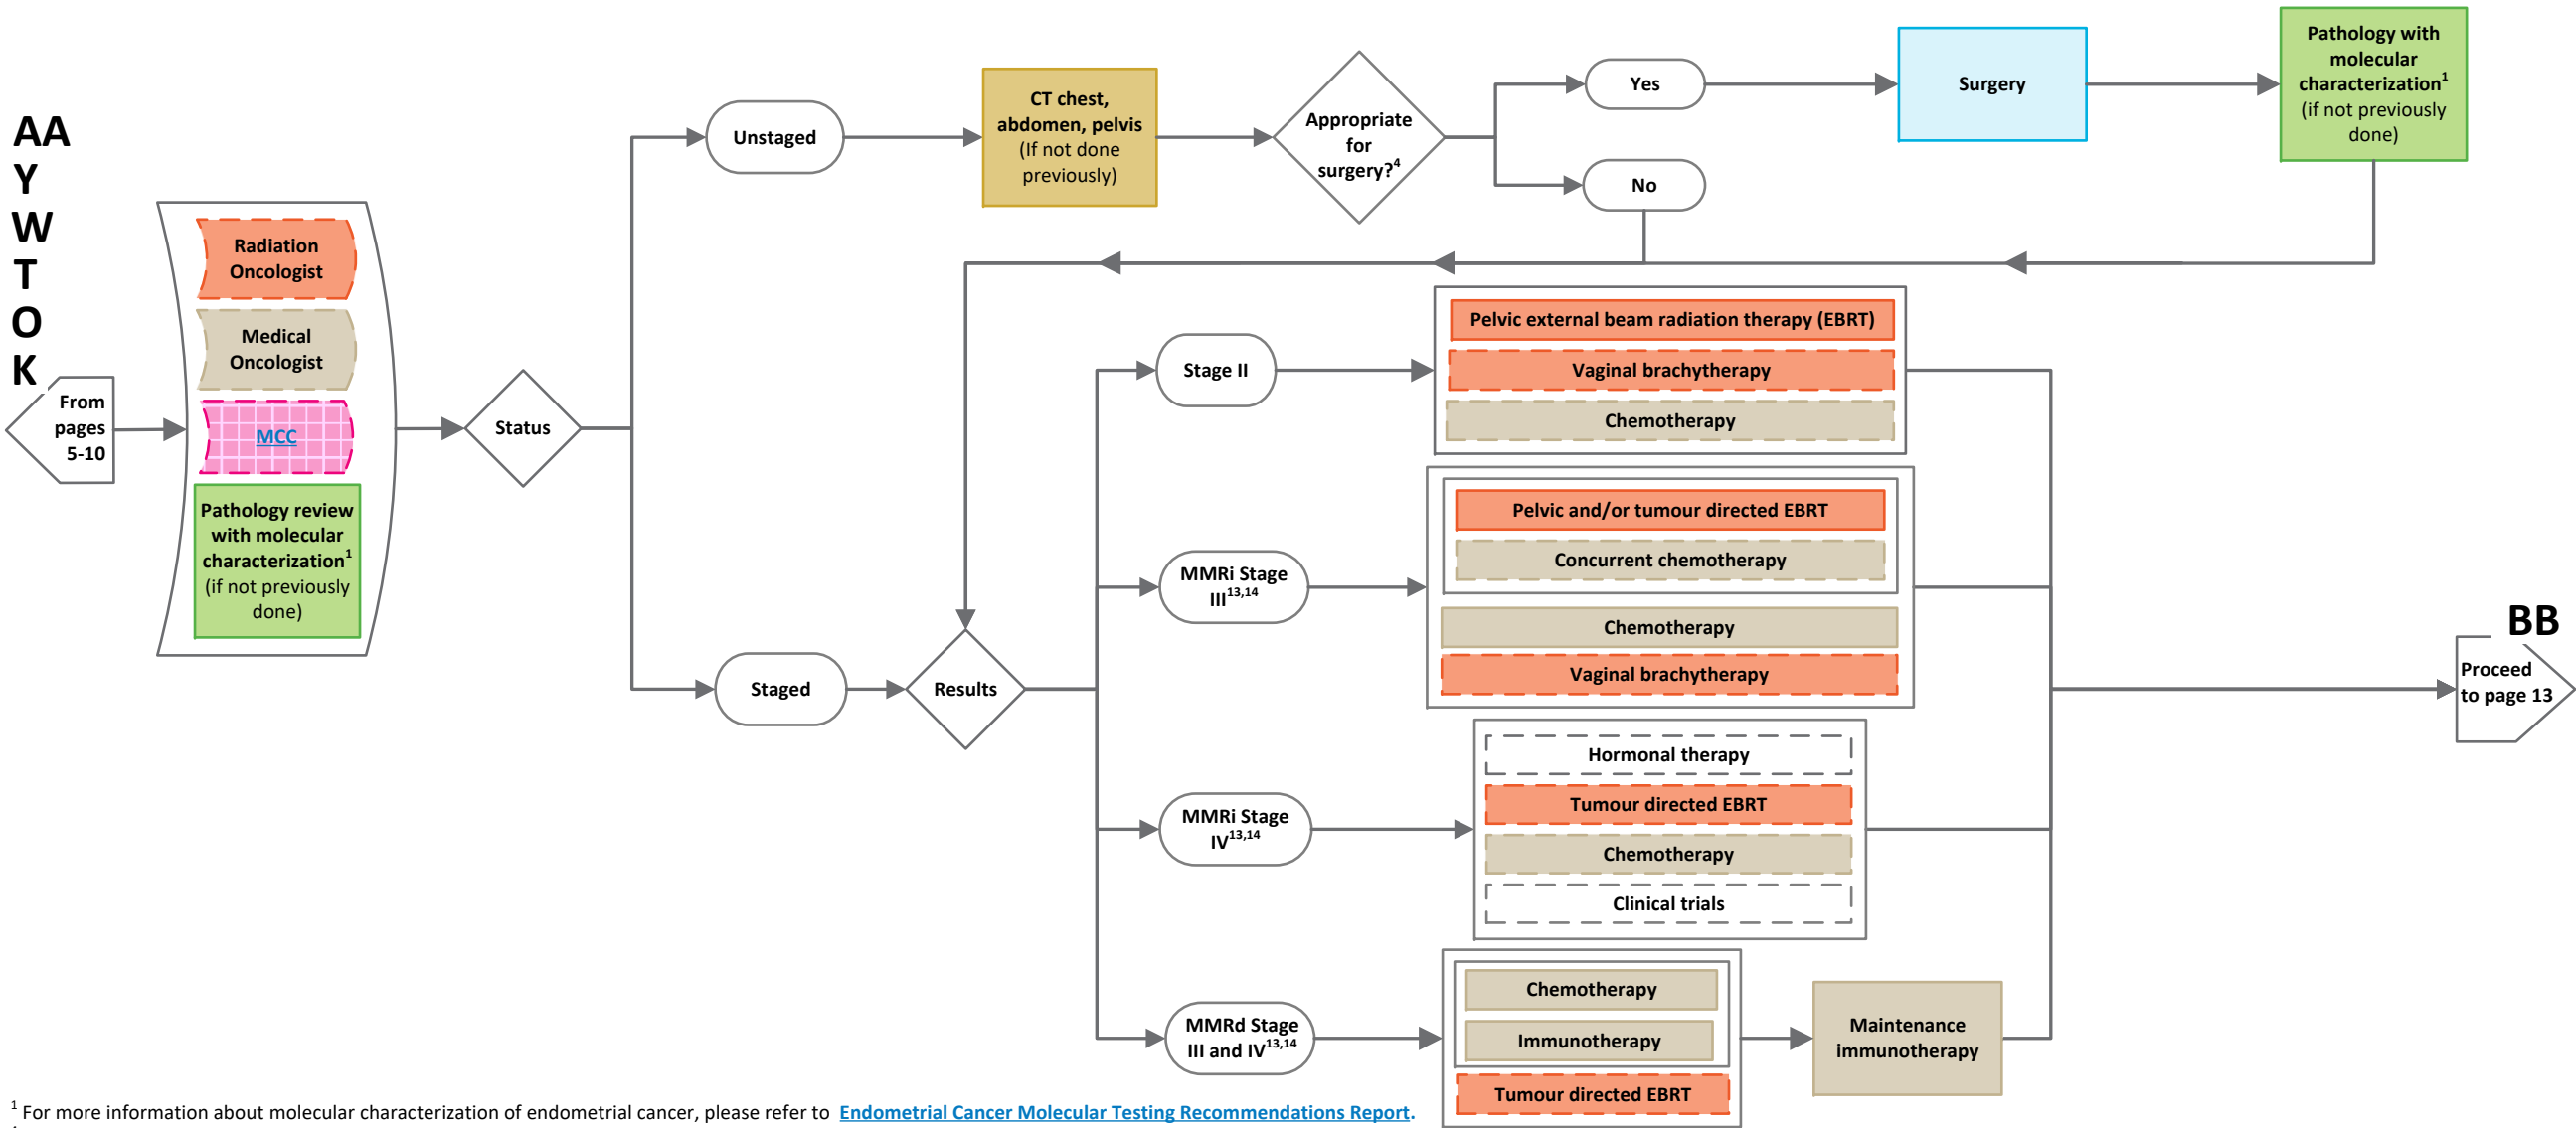 AA
Y
W
T
O
K
From
pages
5-10
Radiation
Oncologist
Medical
Oncologist
MCC
Pathology review
with molecular
characterization1
(if not previously
done)
Status
Unstaged
CT chest,
abdomen, pelvis
(If not done
previously)
Appropriate
for
surgery?4
Yes
No
Surgery
Pathology with
molecular
characterization1
(if not previously
done)
Staged
Results
Stage II
Pelvic external beam radiation therapy (EBRT)
Vaginal brachytherapy
Chemotherapy
MMRi Stage
III13,14
Pelvic and/or tumour directed EBRT
Concurrent chemotherapy
Chemotherapy
Vaginal brachytherapy
MMRi Stage
IV13,14
Hormonal therapy
Tumour directed EBRT
Chemotherapy
Clinical trials
MMRd Stage
III and IV13,14
Chemotherapy
Immunotherapy
Tumour directed EBRT
Maintenance
immunotherapy
BB
Proceed
to page 13
1 For more information about molecular characterization of endometrial cancer, please refer to Endometrial Cancer Molecular Testing Recommendations Report.